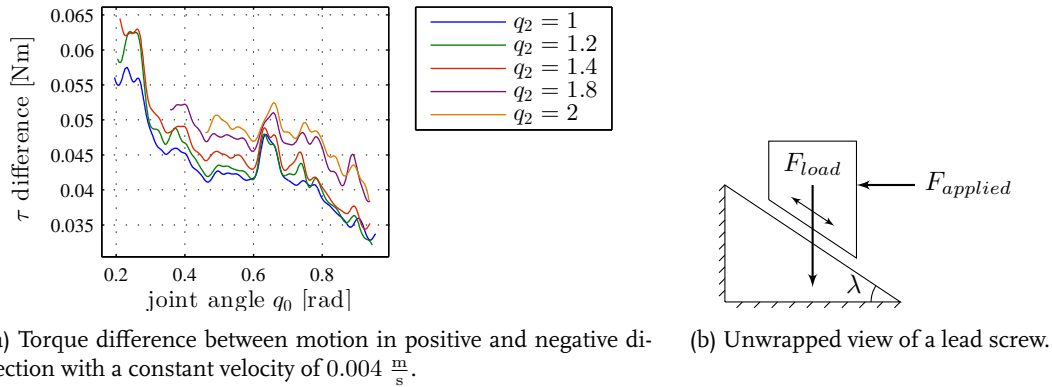 0.065
0.06
0.055
0.05
0.045
0.04
0.035
τ difference [Nm]
0.2 0.4 0.6 0.8
joint angle q₀ [rad]
q₂ = 1
q₂ = 1.2
q₂ = 1.4
q₂ = 1.8
q₂ = 2
F_load
F_applied
λ
) Torque difference between motion in positive and negative di-
ection with a constant velocity of 0.004 m/s.
(b) Unwrapped view of a lead screw.